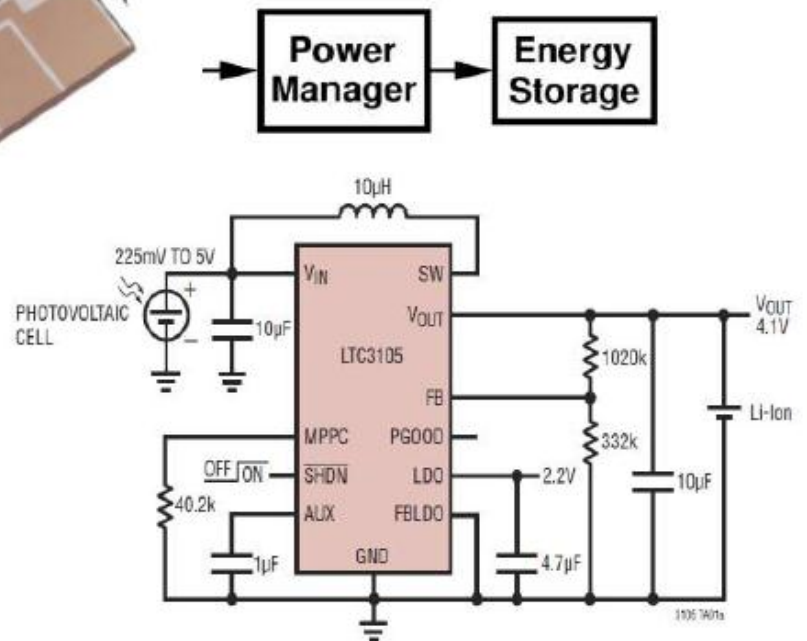 Power
Manager
Energy
Storage
10µH
225mV TO 5V
PHOTOVOLTAIC
CELL
+
−
10µF
VIN
SW
VOUT
LTC3105
FB
MPPC
PGOOD
OFF ON
SHDN
LDO
AUX
FBLDO
GND
40.2k
1µF
2.2V
4.7µF
1020k
332k
10µF
VOUT
4.1V
Li-Ion
3105 TA01a